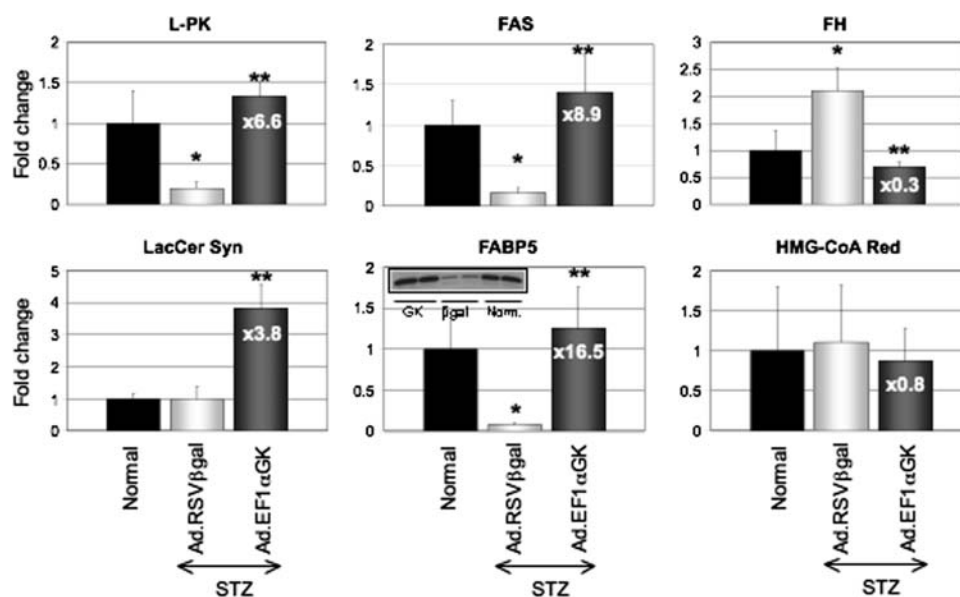 L-PK
FAS
FH
Fold change
2
1.5
1
0.5
0
*
**
x6.6
2
1.5
1
0.5
0
*
**
x8.9
3
2.5
2
1.5
1
0.5
0
*
**
x0.3
LacCer Syn
FABP5
HMG-CoA Red
Fold change
5
4
3
2
1
0
**
x3.8
2
1
0.5
0
GK
βgal
Norm.
*
**
x16.5
2
1.5
1
0.5
0
x0.8
Normal
Ad.RSVβgal
Ad.EF1αGK
STZ
Normal
Ad.RSVβgal
Ad.EF1αGK
STZ
Normal
Ad.RSVβgal
Ad.EF1αGK
STZ